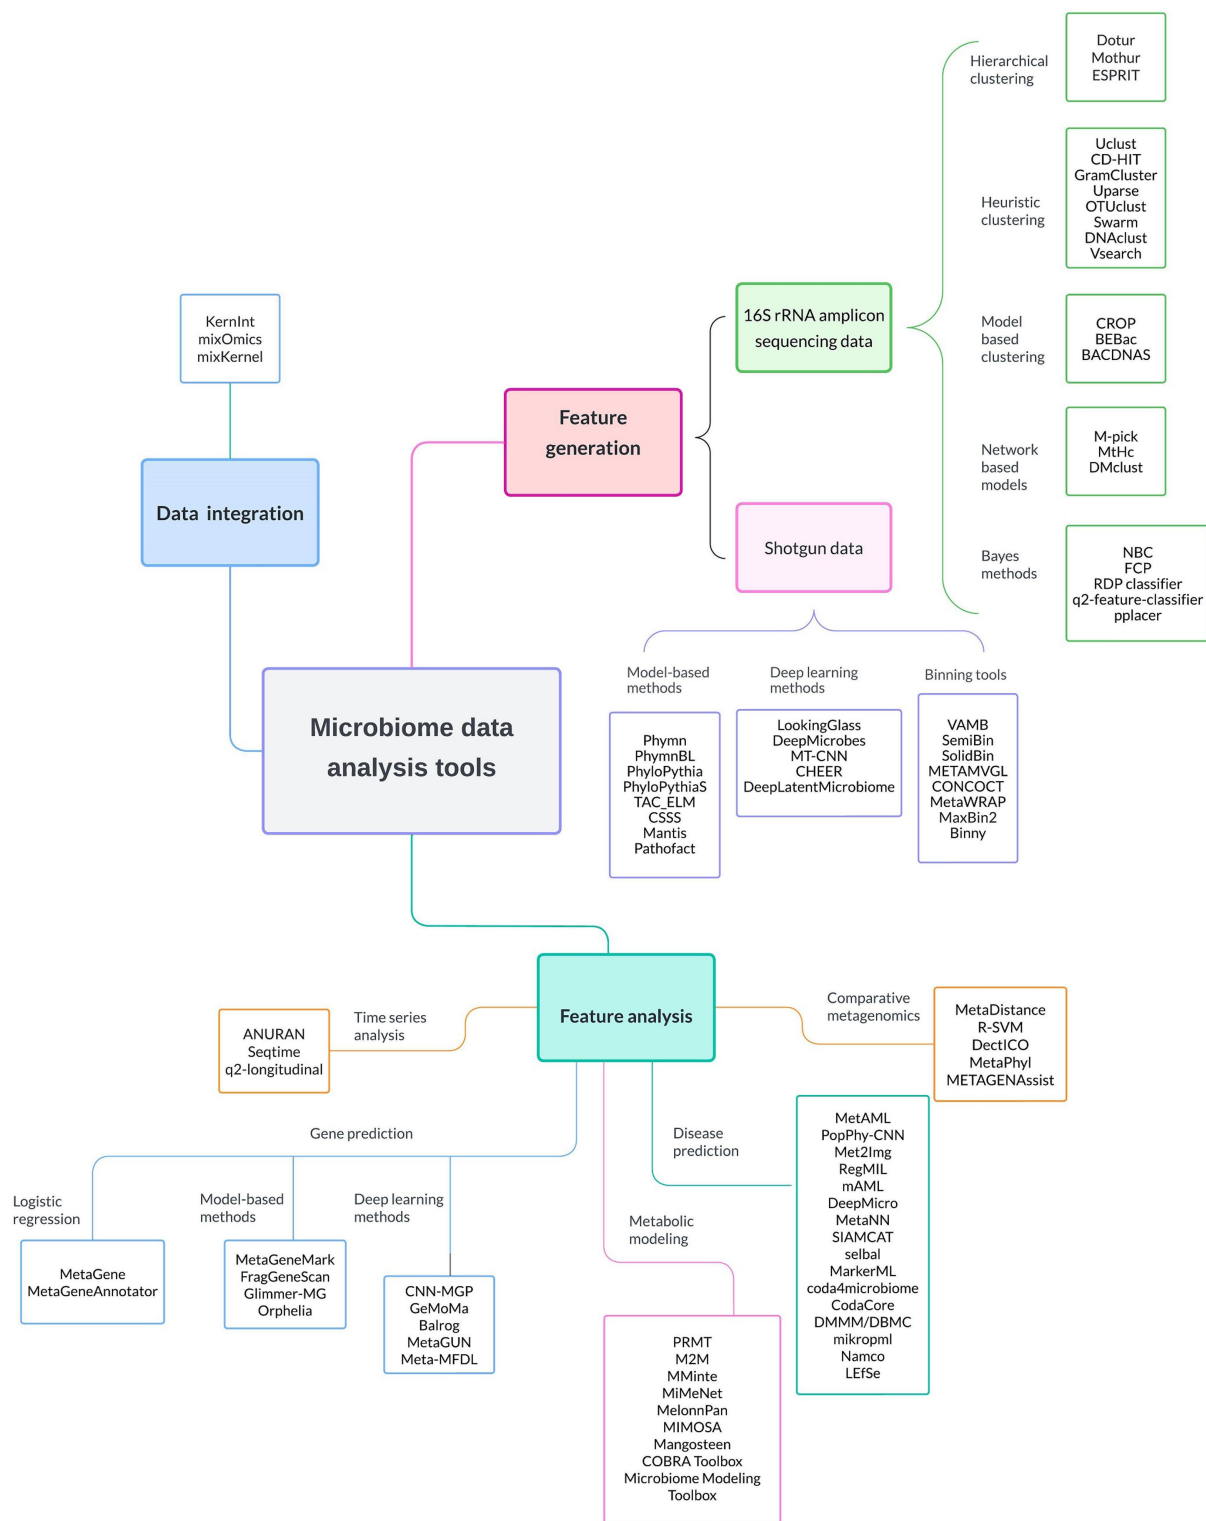 Dotur
Mothur
ESPRIT
Hierarchical
clustering
Uclust
CD-HIT
GramCluster
Uparse
OTUclust
Swarm
DNAclust
Vsearch
Heuristic
clustering
KernInt
mixOmics
mixKernel
16S rRNA amplicon
sequencing data
Model
based
clustering
CROP
BEBac
BACDNAS
Feature
generation
M-pick
MtHc
DMclust
Network
based
models
Data integration
Shotgun data
Bayes
methods
NBC
FCP
RDP classifier
q2-feature-classifier
pplacer
Microbiome data
analysis tools
Model-based
methods
Phymn
PhymnBL
PhyloPythia
PhyloPythiaS
TAC_ELM
CSSS
Mantis
Pathofact
Deep learning
methods
LookingGlass
DeepMicrobes
MT-CNN
CHEER
DeepLatentMicrobiome
Binning tools
VAMB
SemiBin
SolidBin
METAMVGL
CONCOCT
MetaWRAP
MaxBin2
Binny
Feature analysis
Time series
analysis
ANURAN
Seqtime
q2-longitudinal
Comparative
metagenomics
MetaDistance
R-SVM
DectICO
MetaPhyl
METAGENAssist
Gene prediction
Logistic
regression
MetaGene
MetaGeneAnnotator
Model-based
methods
MetaGeneMark
FragGeneScan
Glimmer-MG
Orphelia
Deep learning
methods
CNN-MGP
GeMoMa
Balrog
MetaGUN
Meta-MFDL
Disease
prediction
MetAML
PopPhy-CNN
Met2Img
RegMIL
mAML
DeepMicro
MetaNN
SIAMCAT
selbal
MarkerML
coda4microbiome
CodaCore
DMMM/DBMC
mikropml
Namco
LEfSe
Metabolic
modeling
PRMT
M2M
MMinte
MiMeNet
MelonnPan
MIMOSA
Mangosteen
COBRA Toolbox
Microbiome Modeling
Toolbox